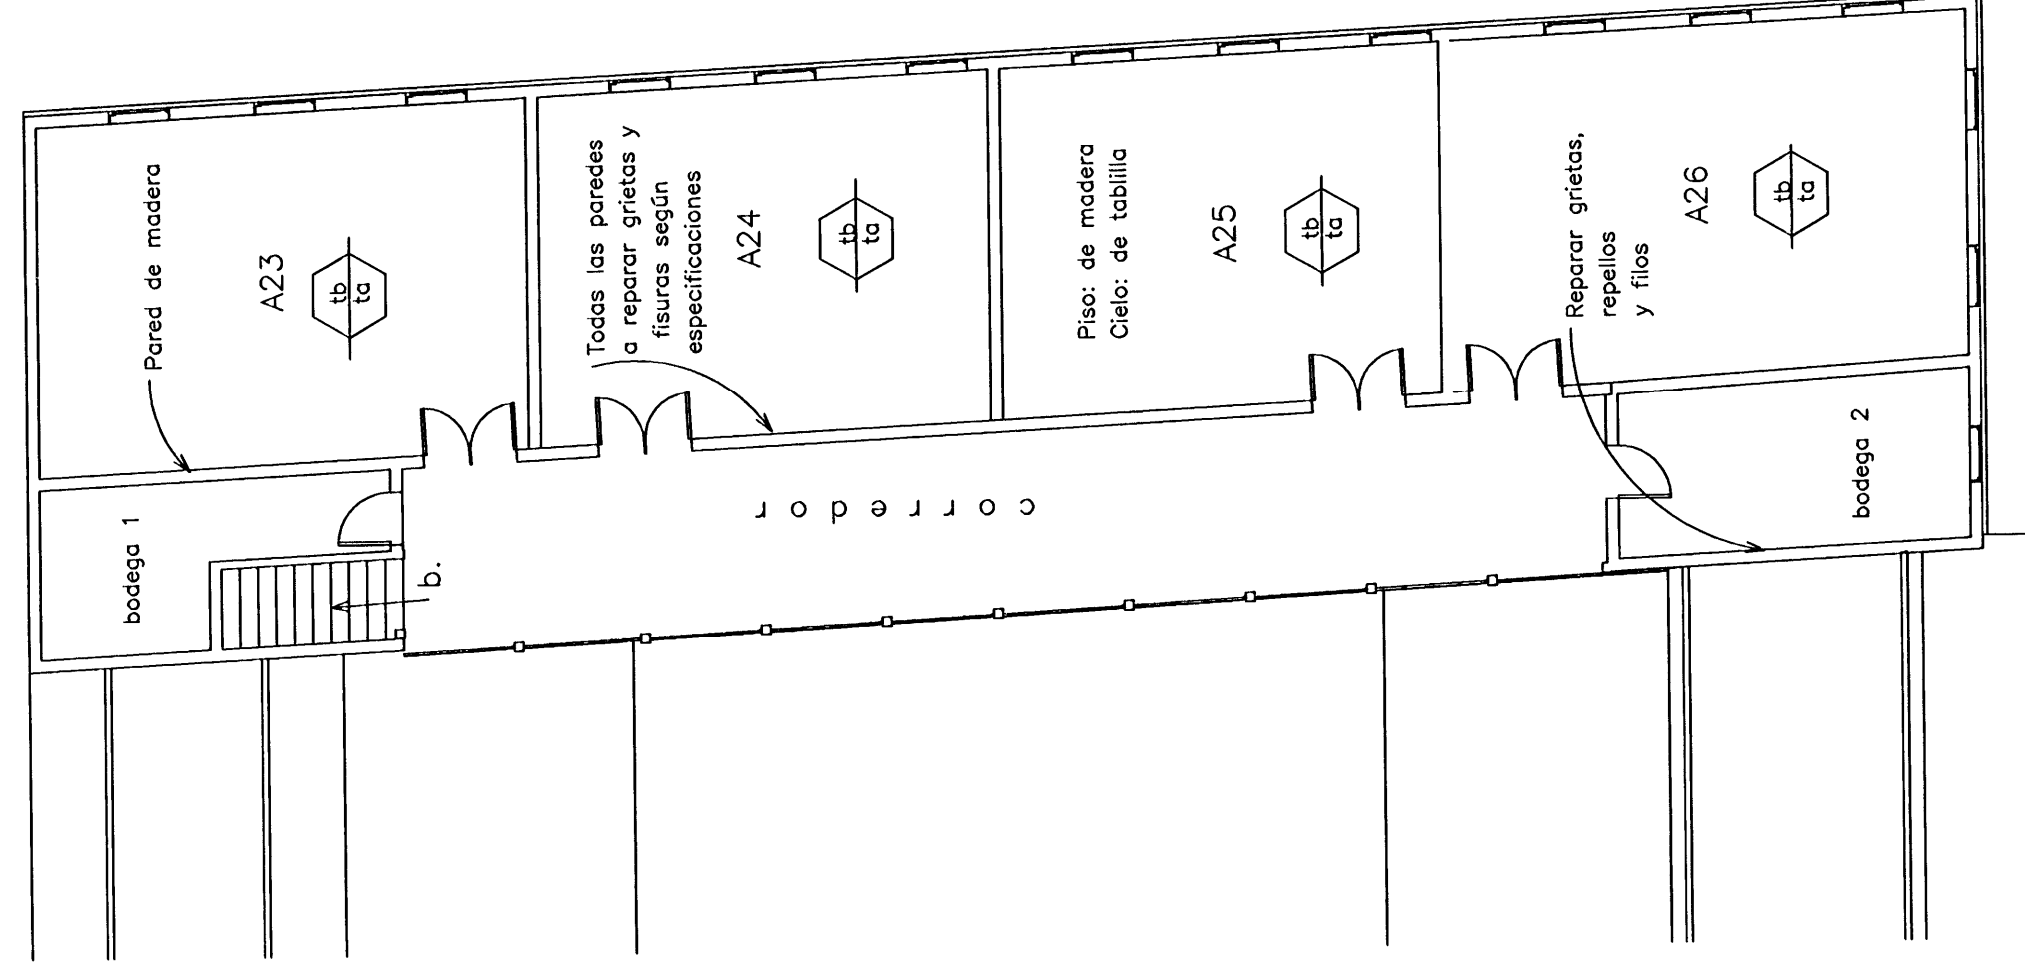 Pared de madera
A23
tb
ta
Todas las paredes
a reparar grietas y
fisuras según
especificaciones
A24
tb
ta
Piso: de madera
Cielo: de tablilla
A25
tb
ta
Reparar grietas,
repellos
y filos
A26
tb
ta
bodega 1
b.
corredor
bodega 2